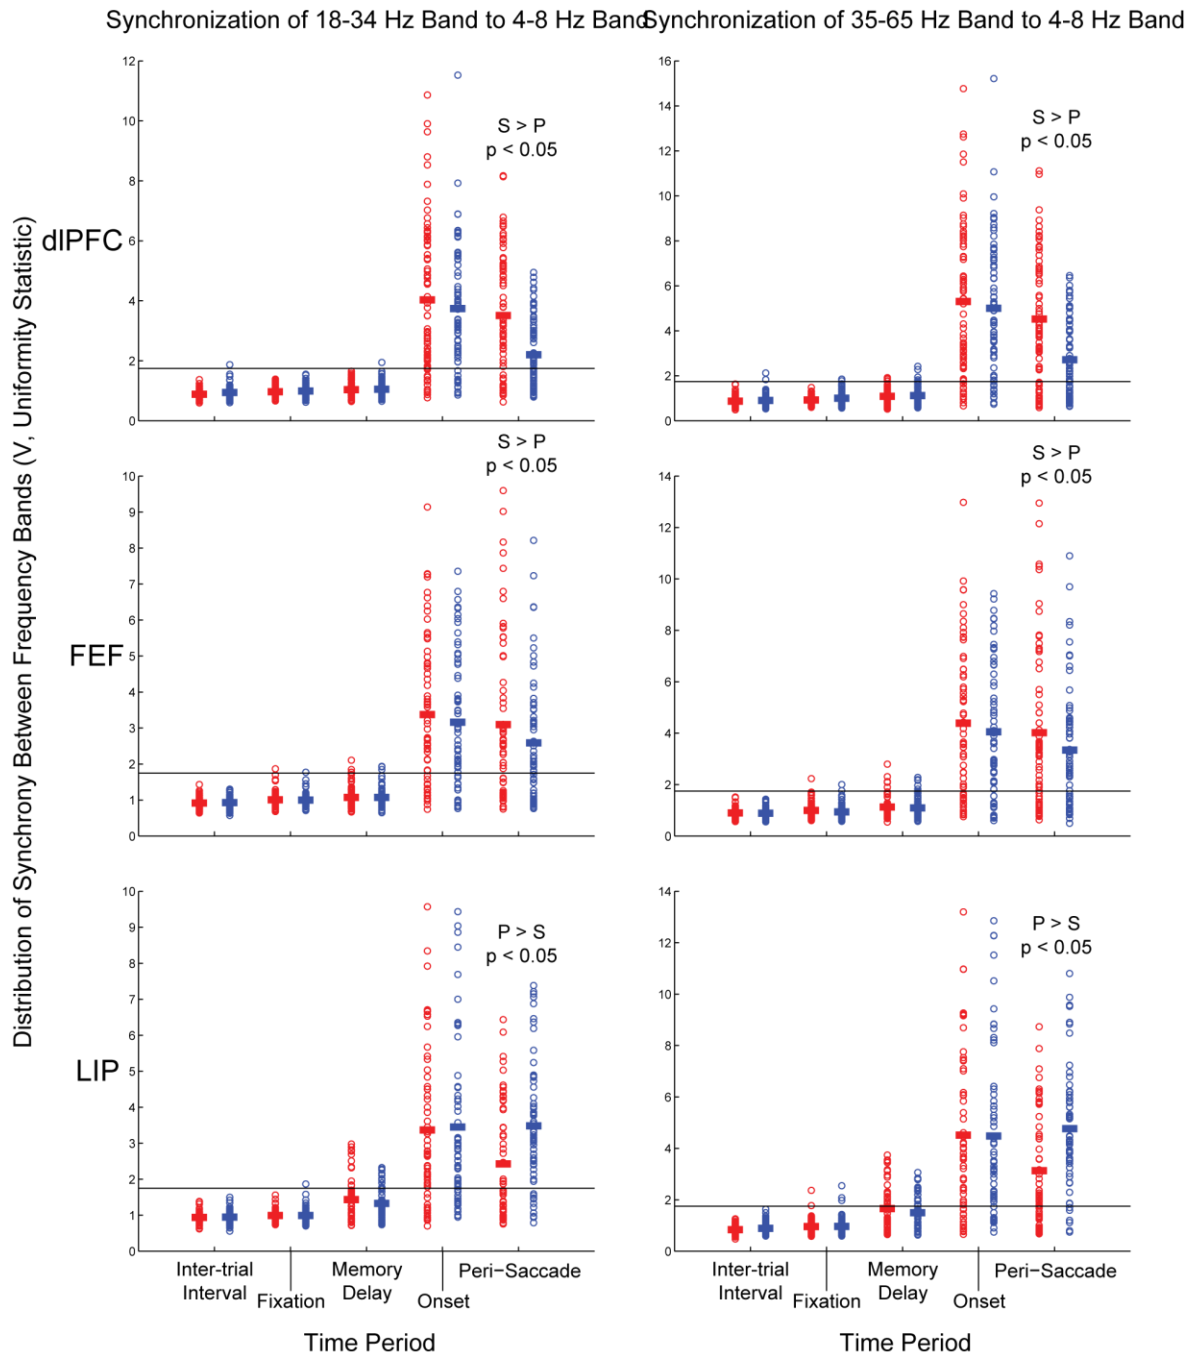 Synchronization of 18-34 Hz Band to 4-8 Hz Band
Synchronization of 35-65 Hz Band to 4-8 Hz Band
Distribution of Synchrony Between Frequency Bands (V, Uniformity Statistic)
dlPFC
12
10
8
6
4
2
0
S > P
p < 0.05
16
14
12
10
8
6
4
2
0
S > P
p < 0.05
FEF
10
9
8
7
6
5
4
3
2
1
0
S > P
p < 0.05
14
12
10
8
6
4
2
0
S > P
p < 0.05
LIP
10
9
8
7
6
5
4
3
2
1
0
P > S
p < 0.05
14
12
10
8
6
4
2
0
P > S
p < 0.05
Inter-trial
Interval
Fixation
Memory
Delay
Onset
Peri-Saccade
Time Period
Inter-trial
Interval
Fixation
Memory
Delay
Onset
Peri-Saccade
Time Period